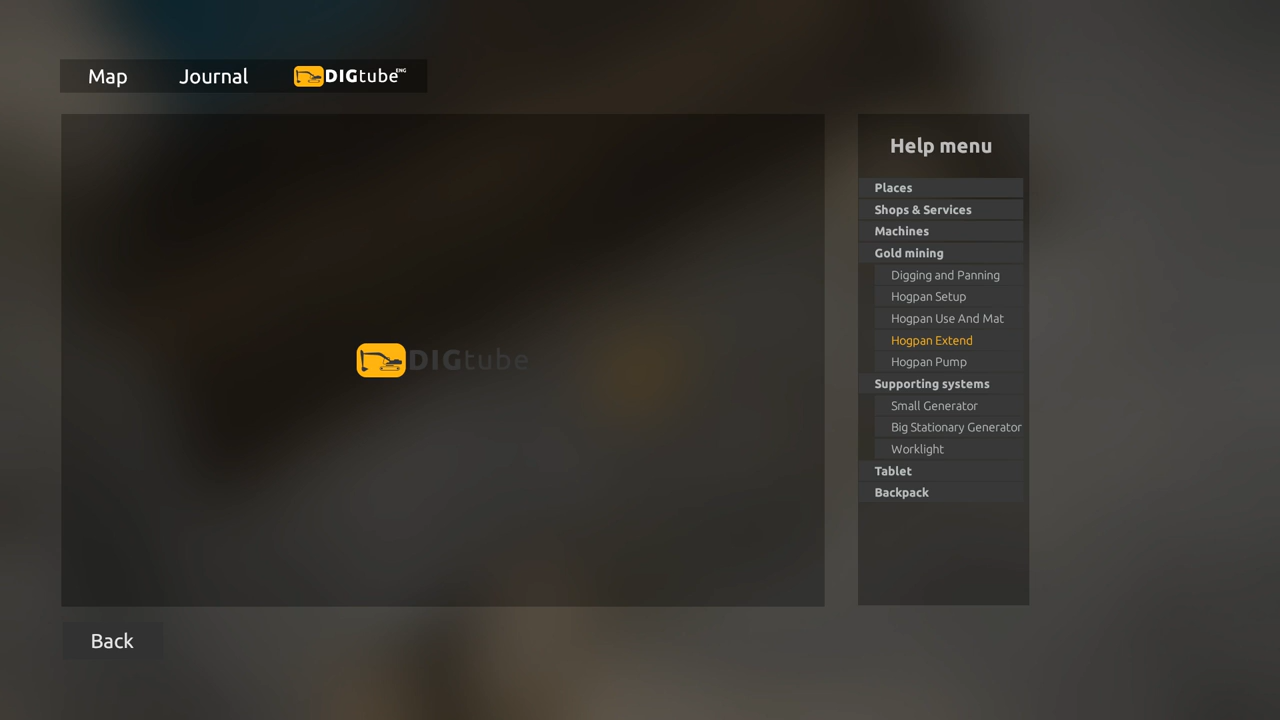 Map
Journal
DIGtube ENG
DIGtube
Help menu
Places
Shops & Services
Machines
Gold mining
Digging and Panning
Hogpan Setup
Hogpan Use And Mat
Hogpan Extend
Hogpan Pump
Supporting systems
Small Generator
Big Stationary Generator
Worklight
Tablet
Backpack
Back